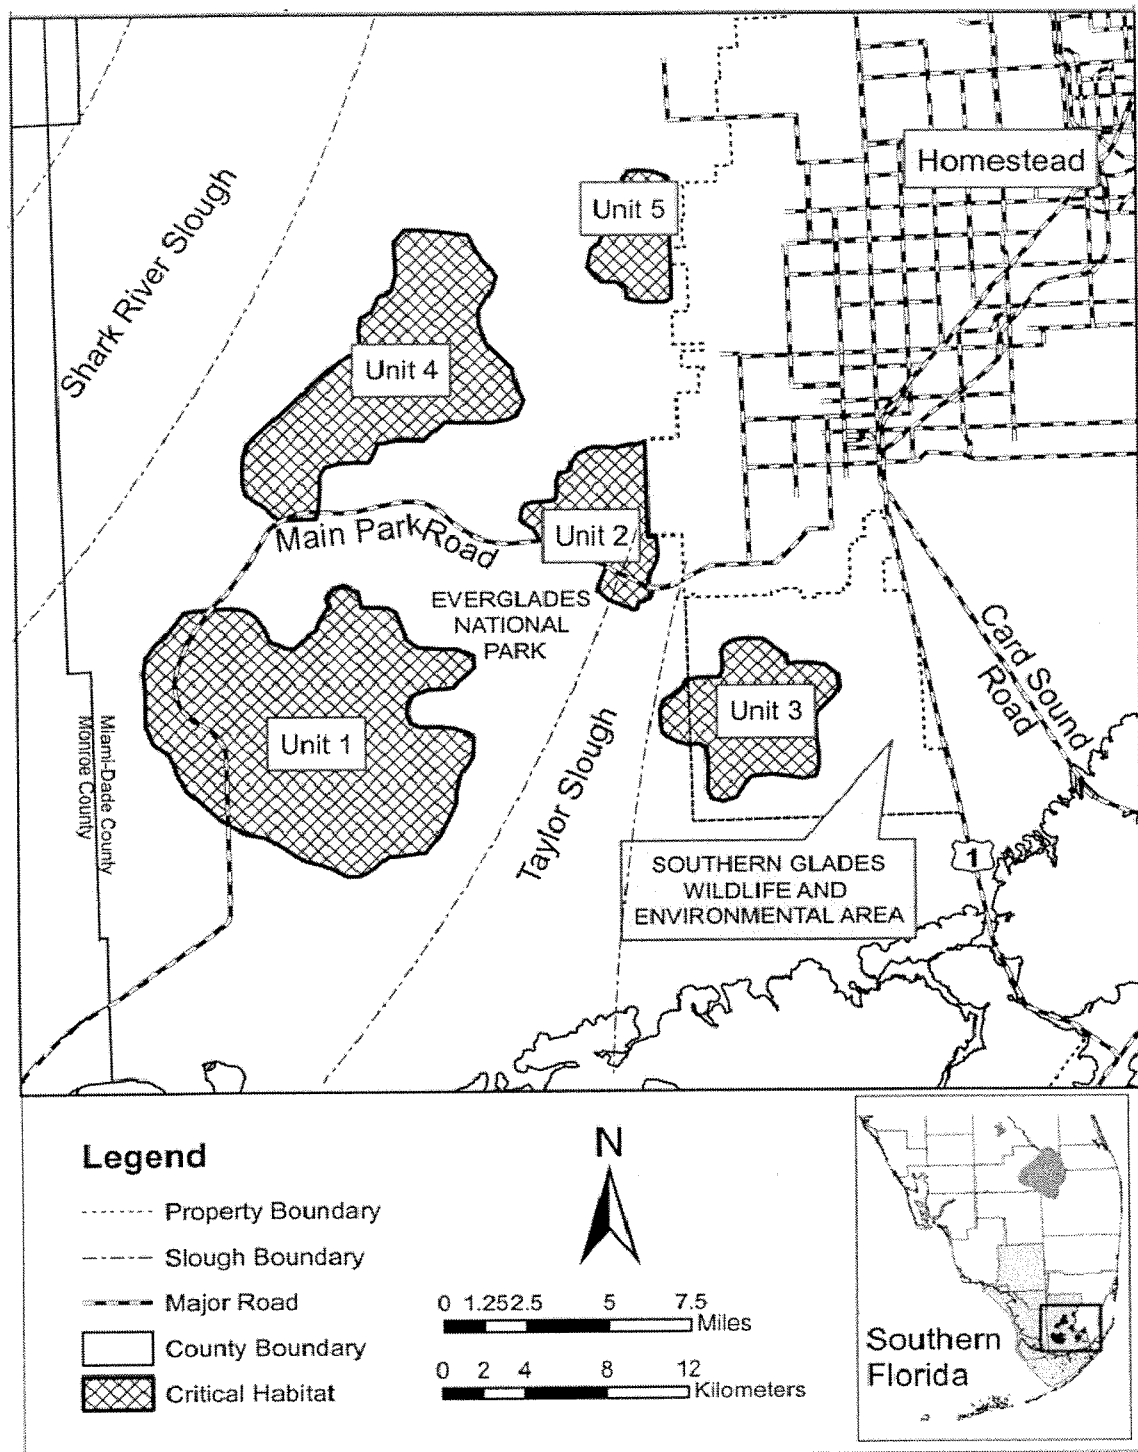 Homestead
Unit 5
Shark River Slough
Unit 4
Main Park Road
Unit 2
EVERGLADES
NATIONAL
PARK
Card Sound
Road
Unit 3
Unit 1
Taylor Slough
Miami-Dade County
Monroe County
1
SOUTHERN GLADES
WILDLIFE AND
ENVIRONMENTAL AREA
Legend
Property Boundary
Slough Boundary
Major Road
County Boundary
Critical Habitat
N
0 1.25 2.5 5 7.5
Miles
0 2 4 8 12
Kilometers
Southern
Florida